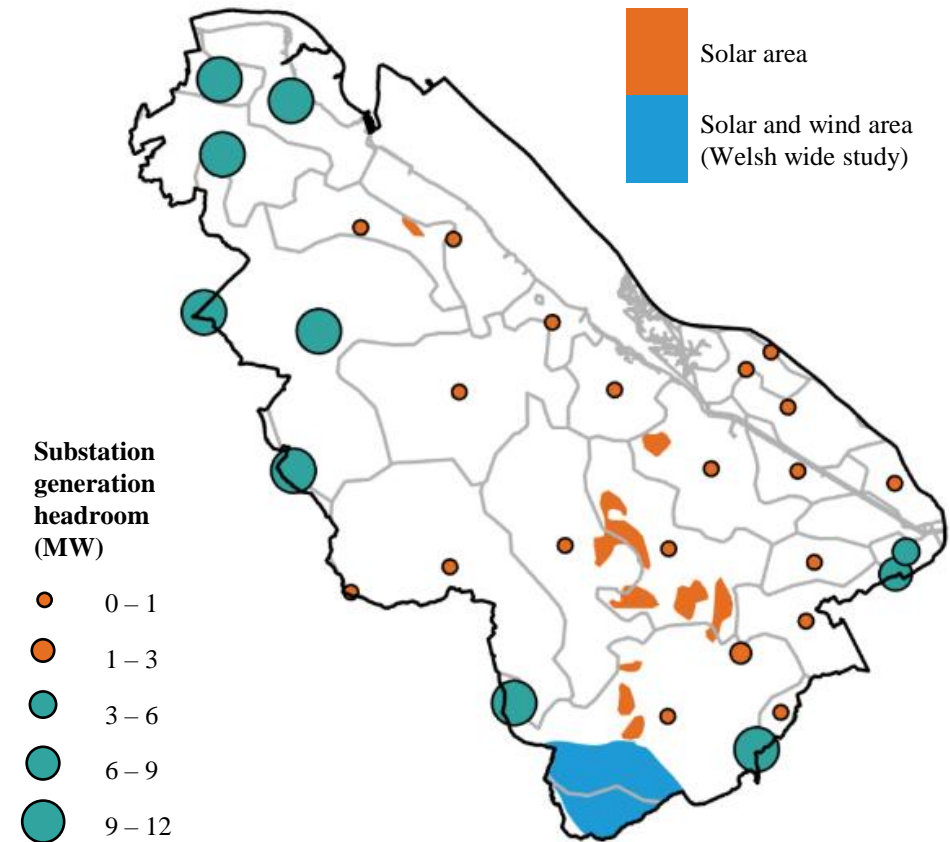 Solar area
Solar and wind area
(Welsh wide study)
Substation
generation
headroom
(MW)
0 – 1
1 – 3
3 – 6
6 – 9
9 – 12